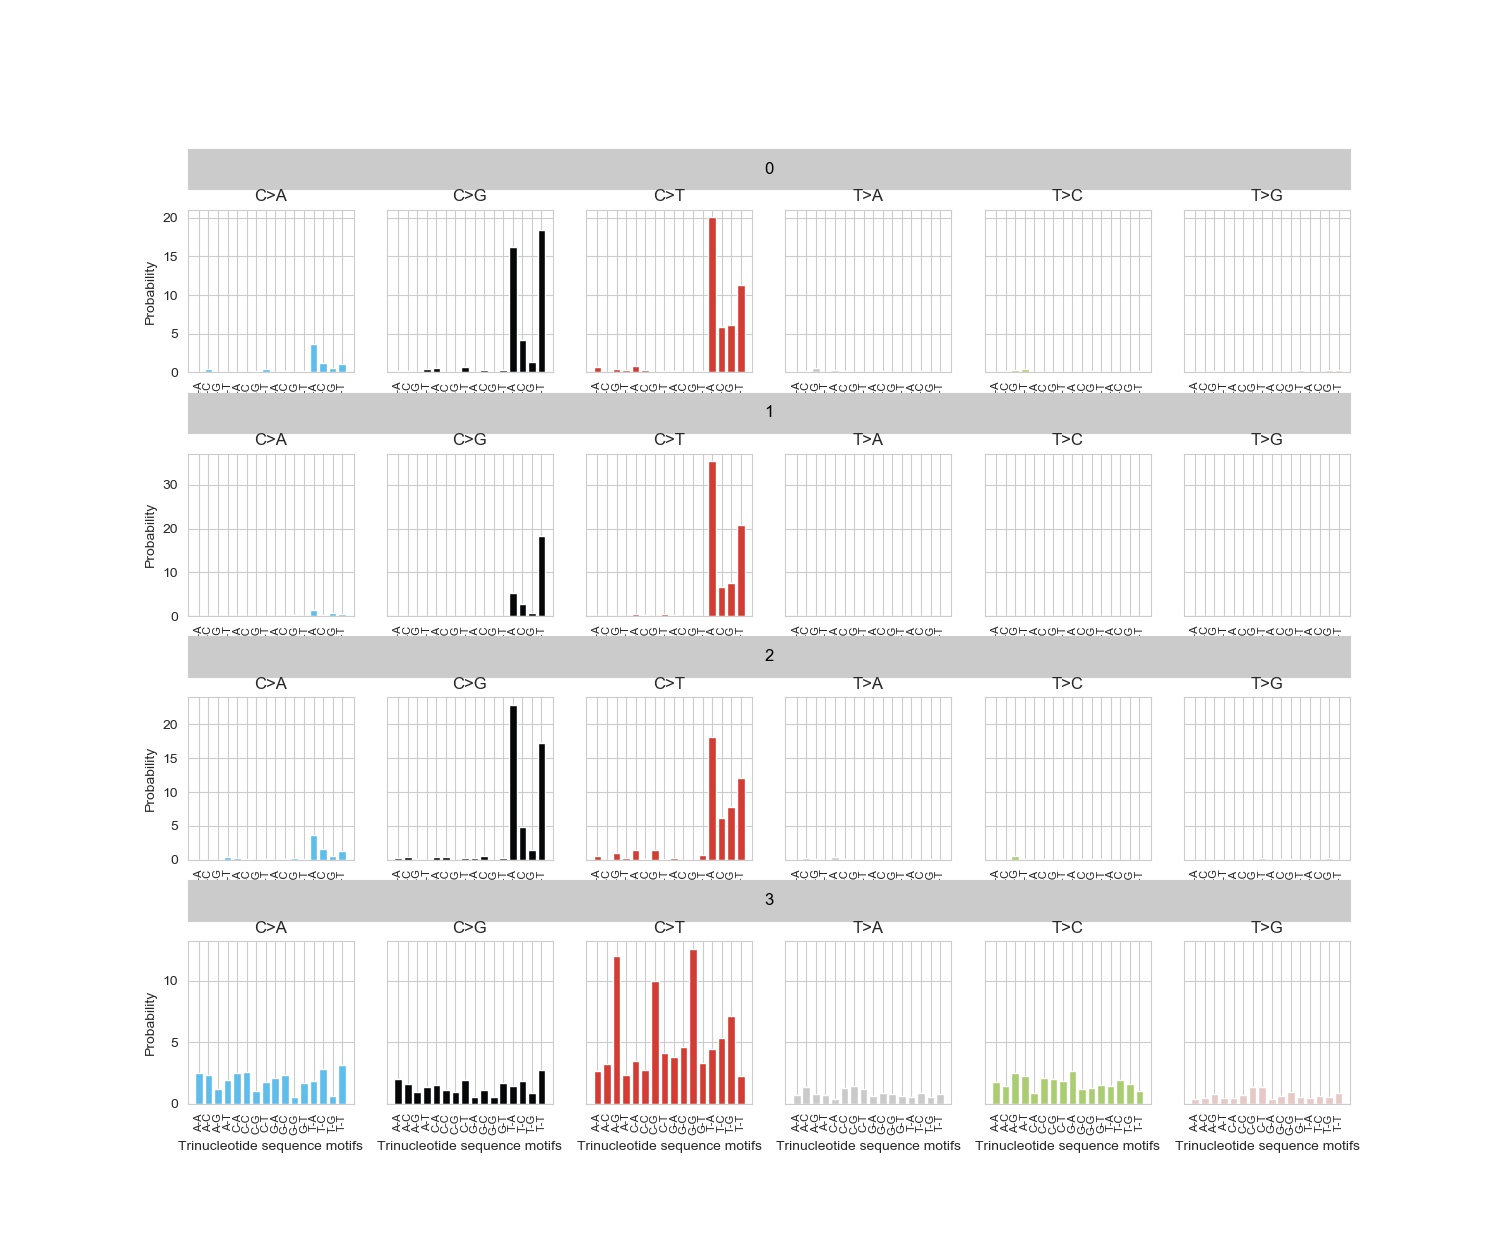 0
C>A C>G C>T T>A T>C T>G
20
15
10
5
0
Probability
1
C>A C>G C>T T>A T>C T>G
30
20
10
0
Probability
2
C>A C>G C>T T>A T>C T>G
20
15
10
5
0
Probability
3
C>A C>G C>T T>A T>C T>G
10
5
0
Probability
A-A A-C A-G A-T C-A C-C C-G C-T G-A G-C G-G G-T T-A T-C T-G T-T
A-A A-C A-G A-T C-A C-C C-G C-T G-A G-C G-G G-T T-A T-C T-G T-T
A-A A-C A-G A-T C-A C-C C-G C-T G-A G-C G-G G-T T-A T-C T-G T-T
A-A A-C A-G A-T C-A C-C C-G C-T G-A G-C G-G G-T T-A T-C T-G T-T
A-A A-C A-G A-T C-A C-C C-G C-T G-A G-C G-G G-T T-A T-C T-G T-T
A-A A-C A-G A-T C-A C-C C-G C-T G-A G-C G-G G-T T-A T-C T-G T-T
Trinucleotide sequence motifs Trinucleotide sequence motifs Trinucleotide sequence motifs Trinucleotide sequence motifs Trinucleotide sequence motifs Trinucleotide sequence motifs